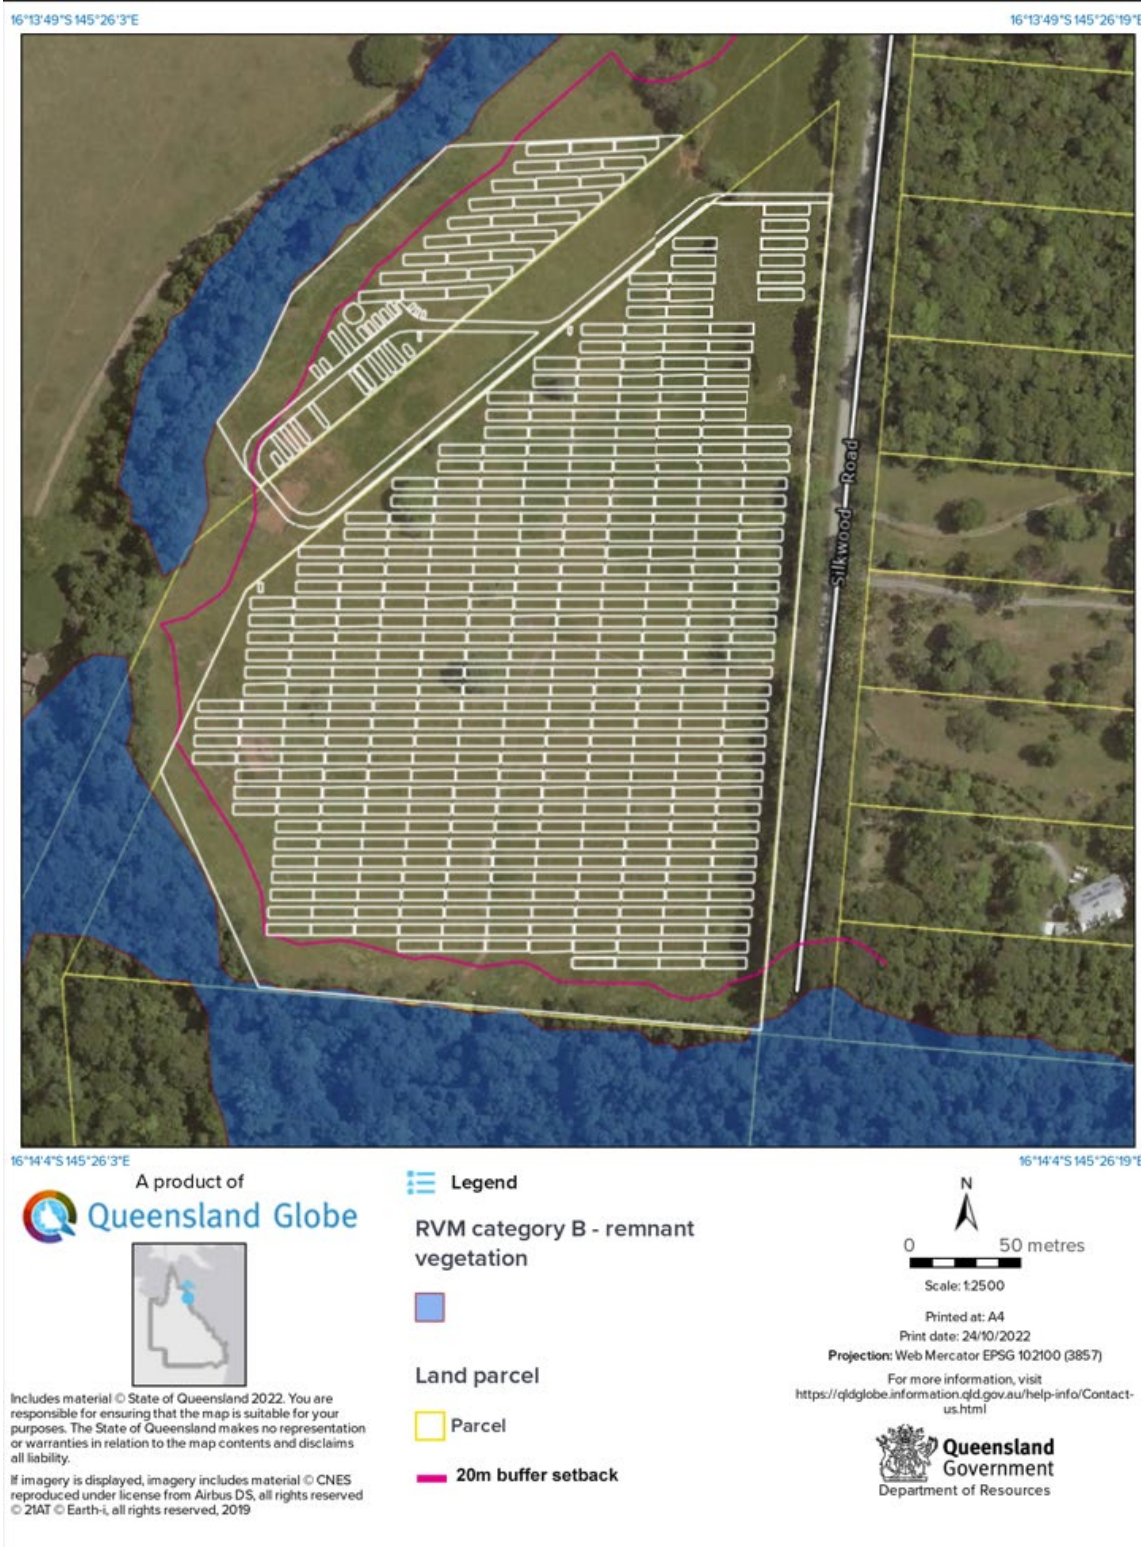 16°13'49"S 145°26'3"E
16°13'49"S 145°26'19"E
Silkwood Road
16°14'4"S 145°26'3"E
16°14'4"S 145°26'19"E
A product of
Queensland Globe
Includes material © State of Queensland 2022. You are
responsible for ensuring that the map is suitable for your
purposes. The State of Queensland makes no representation
or warranties in relation to the map contents and disclaims
all liability.
If imagery is displayed, imagery includes material © CNES
reproduced under license from Airbus DS, all rights reserved
© 21AT © Earth-i, all rights reserved, 2019
Legend
RVM category B - remnant
vegetation
Land parcel
Parcel
20m buffer setback
N
0 50 metres
Scale: 1:2500
Printed at: A4
Print date: 24/10/2022
Projection: Web Mercator EPSG 102100 (3857)
For more information, visit
https://qldglobe.information.qld.gov.au/help-info/Contact-
us.html
Queensland
Government
Department of Resources